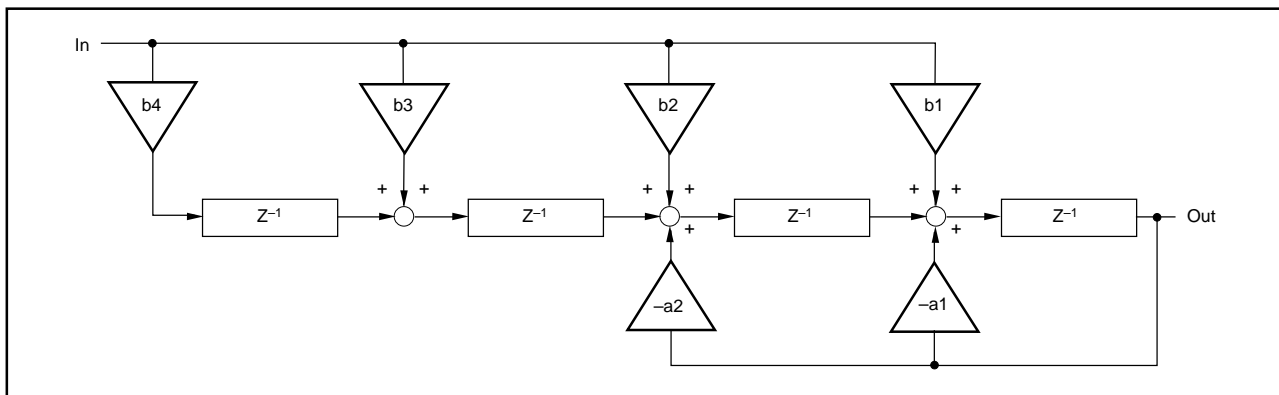 In
b4
b3
b2
b1
+ +
+ +
+ +
Z⁻¹
Z⁻¹
Z⁻¹
Z⁻¹
Out
+
+
–a2
–a1